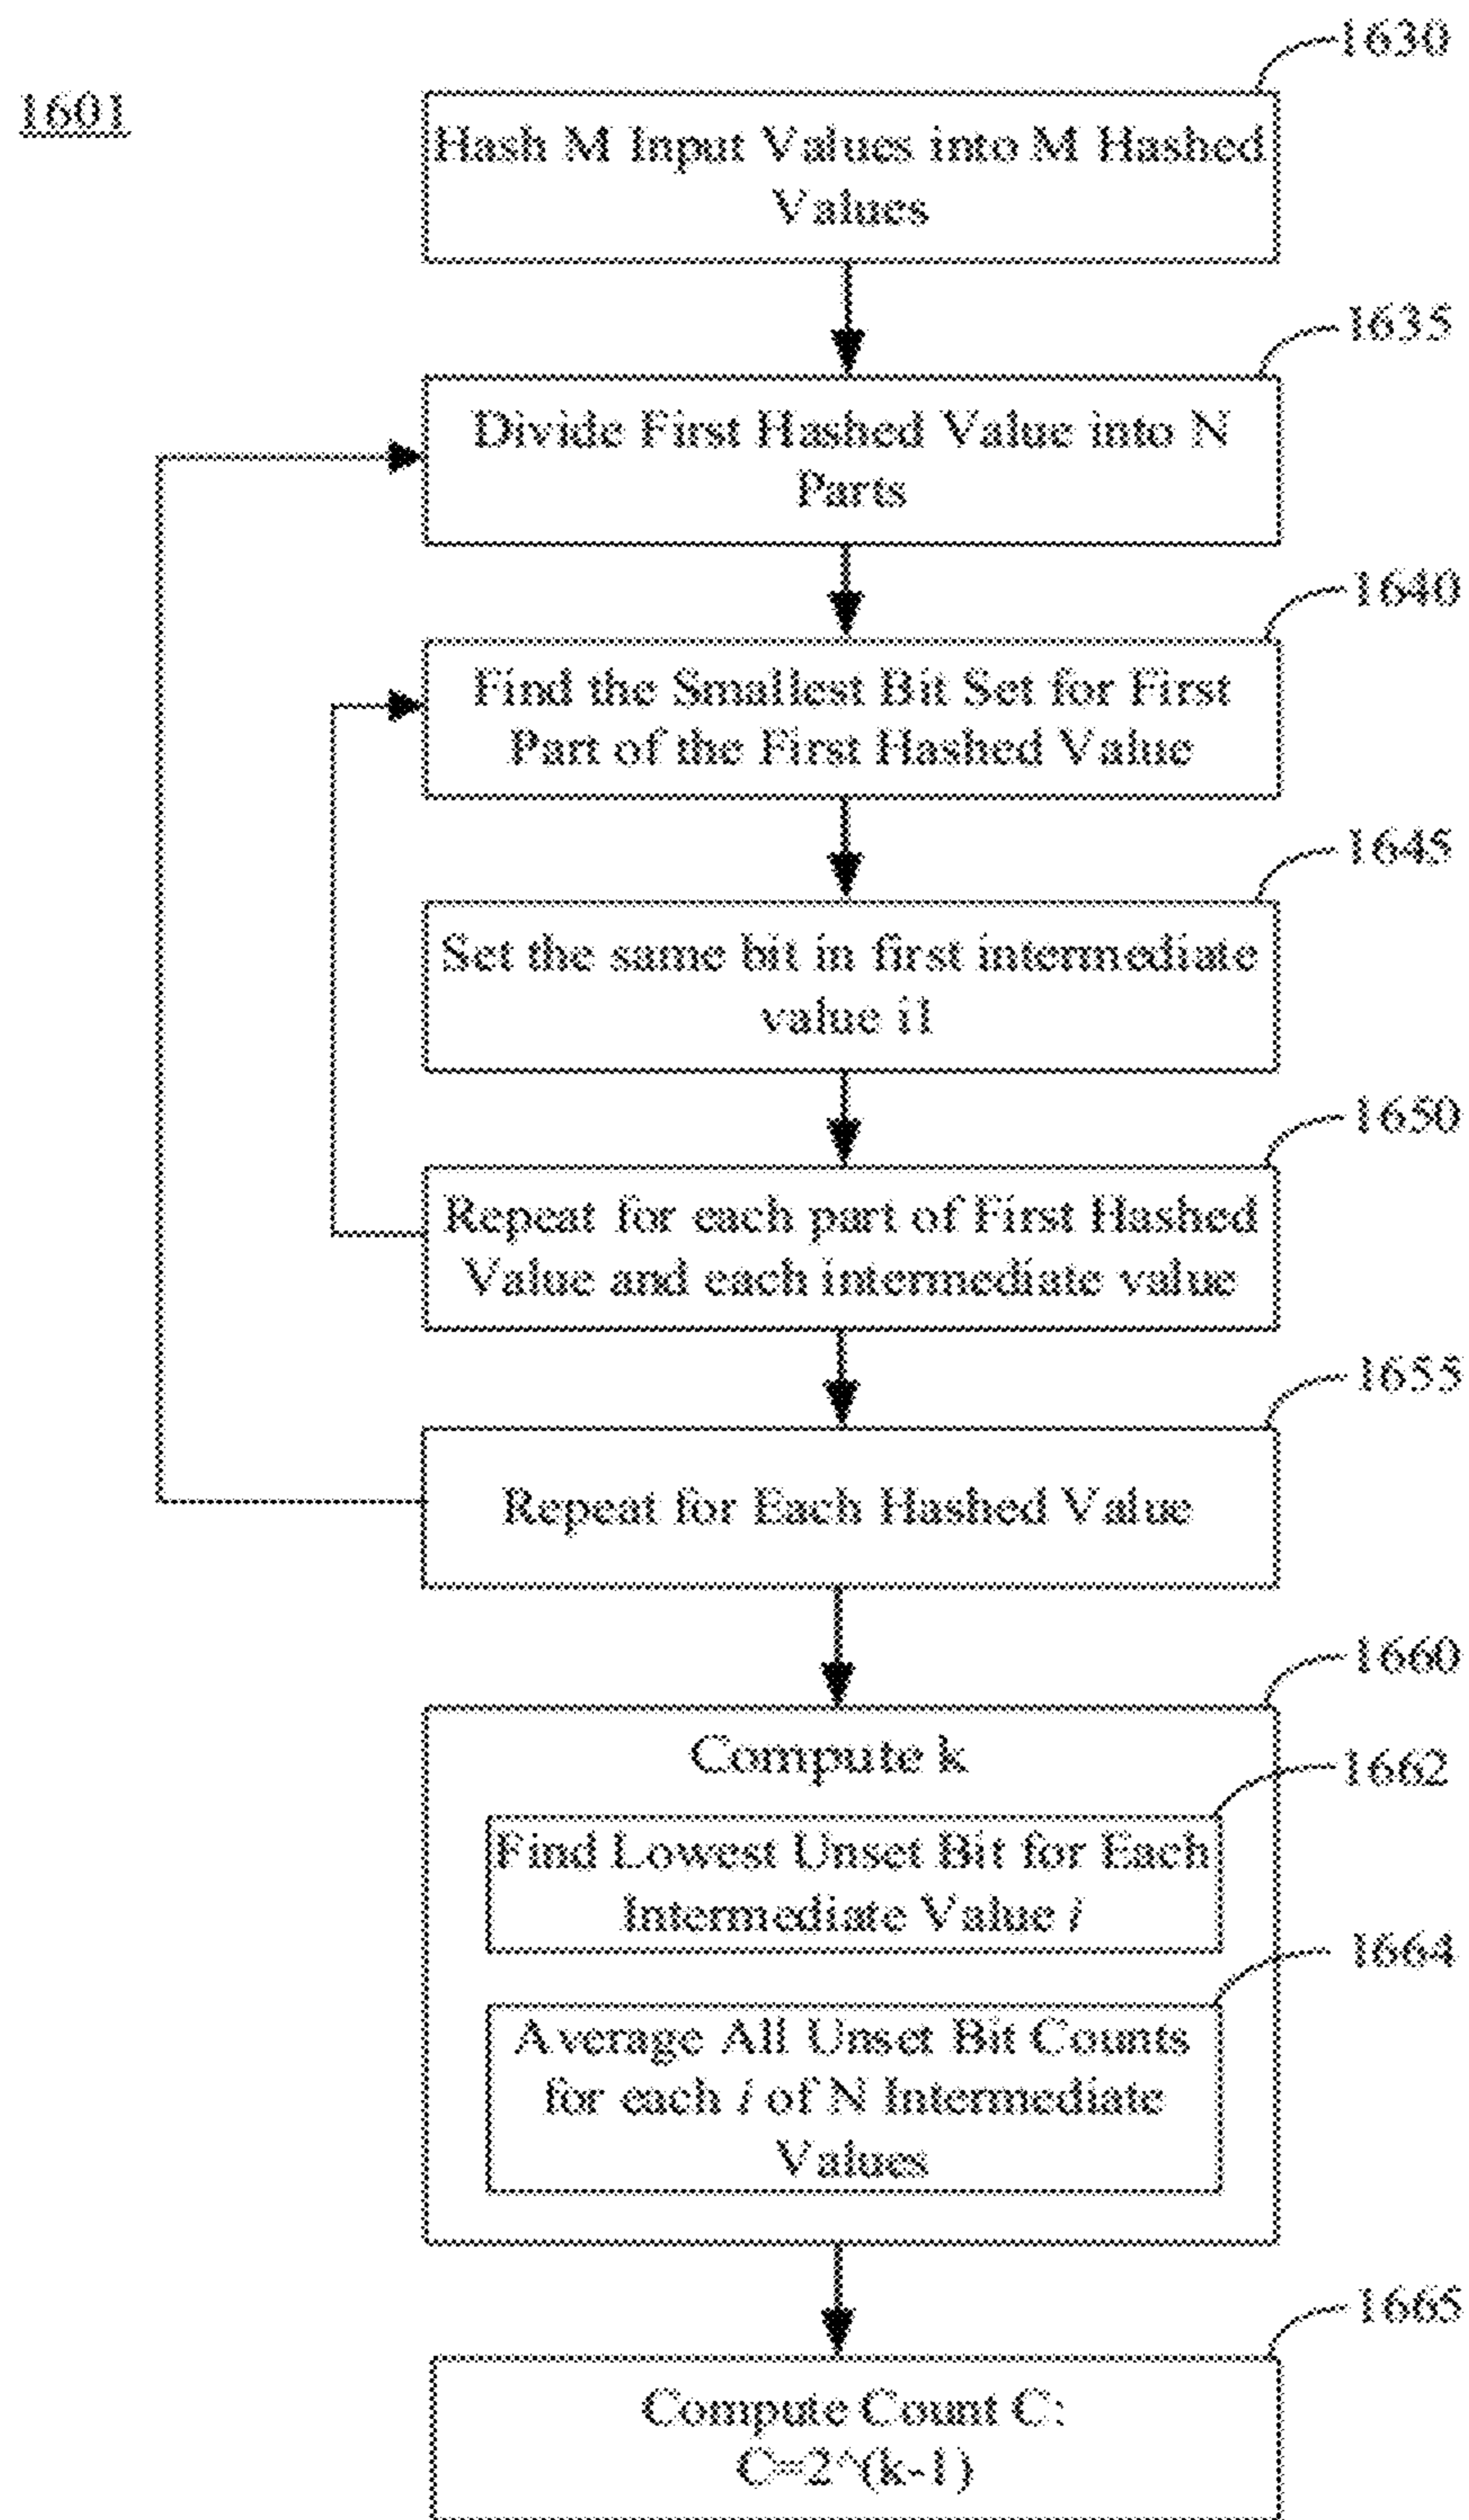 1630
1601
Hash M Input Values into M Hashed
Values
1635
Divide First Hashed Value into N
Parts
1640
Find the Smallest Bit Set for First
Part of the First Hashed Value
1645
Set the same bit in first intermediate
value i1
1650
Repeat for each part of First Hashed
Value and each intermediate value
1655
Repeat for Each Hashed Value
1660
Compute k
1662
Find Lowest Unset Bit for Each
Intermediate Value i
1664
Average All Unset Bit Counts
for each i of N Intermediate
Values
1665
Compute Count C:
C=2^(k-1)